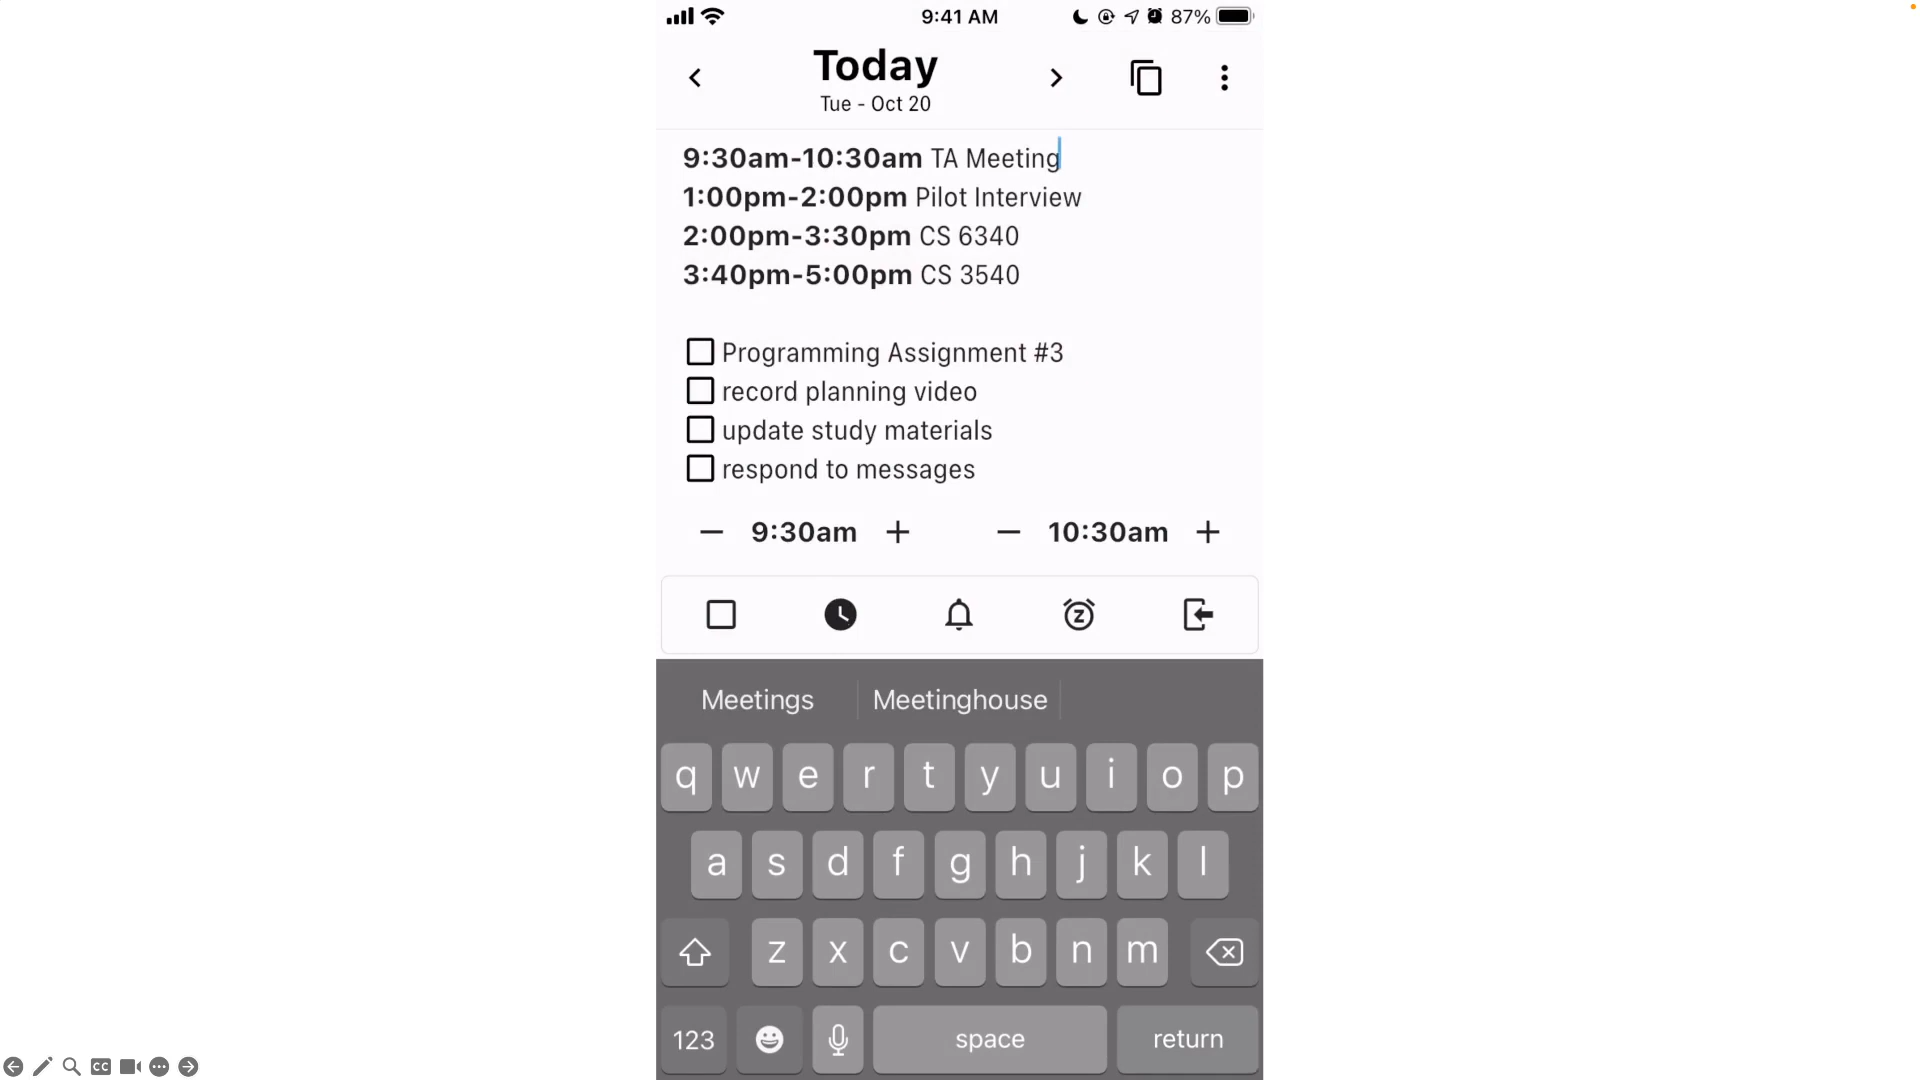 9:41 AM
87%
Today
Tue - Oct 20
9:30am-10:30am TA Meeting
1:00pm-2:00pm Pilot Interview
2:00pm-3:30pm CS 6340
3:40pm-5:00pm CS 3540
Programming Assignment #3
record planning video
update study materials
respond to messages
9:30am 10:30am
Meetings Meetinghouse
q w e r t y u i o p
a s d f g h j k l
z x c v b n m
123 space return
CC